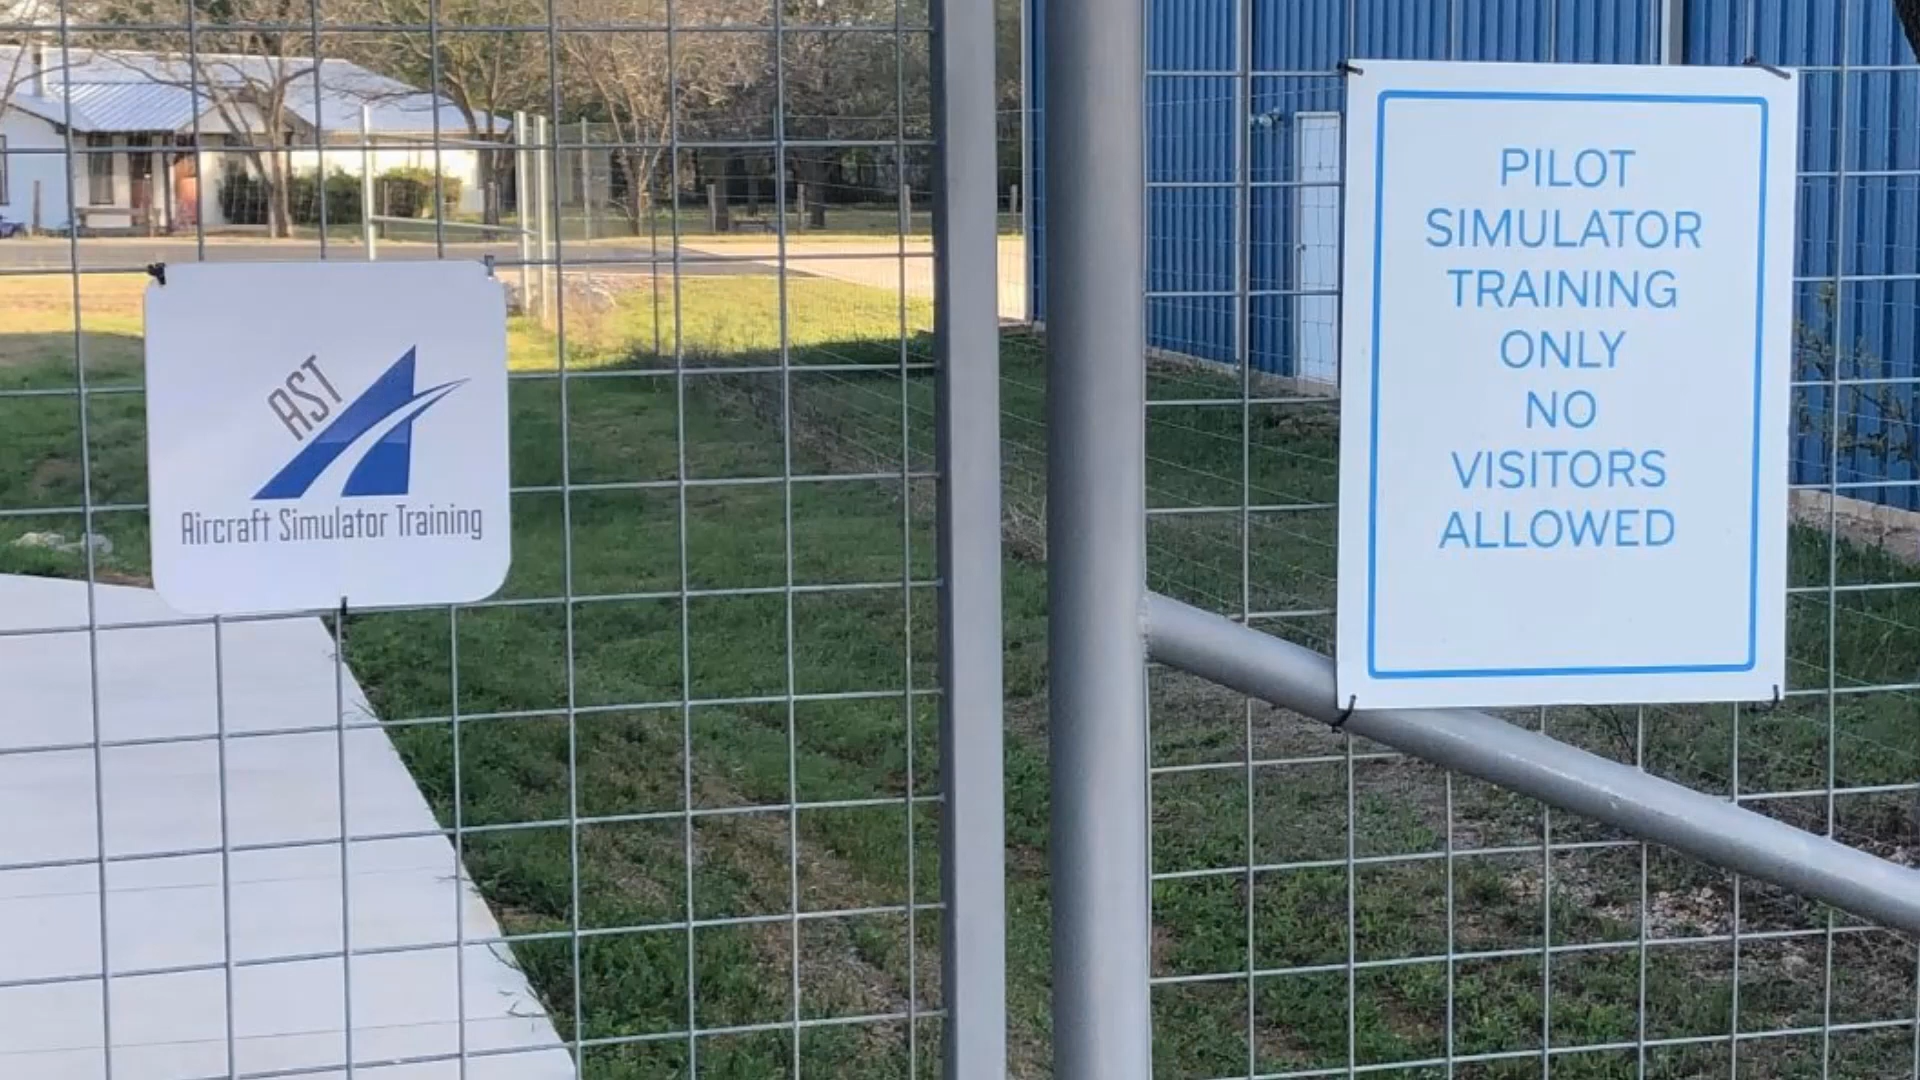 AST
Aircraft Simulator Training
PILOT
SIMULATOR
TRAINING
ONLY
NO
VISITORS
ALLOWED